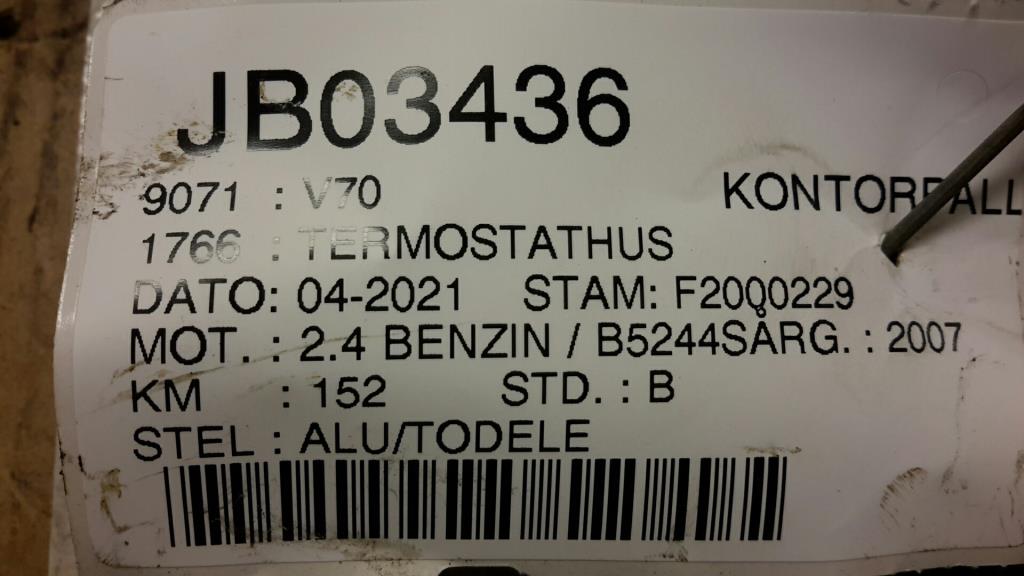 JB03436
9071 : V70 KONTORPALL
1766 : TERMOSTATHUS
DATO: 04-2021 STAM: F2000229
MOT. : 2.4 BENZIN / B5244SÅRG. : 2007
KM : 152 STD. : B
STEL : ALU/TODELE